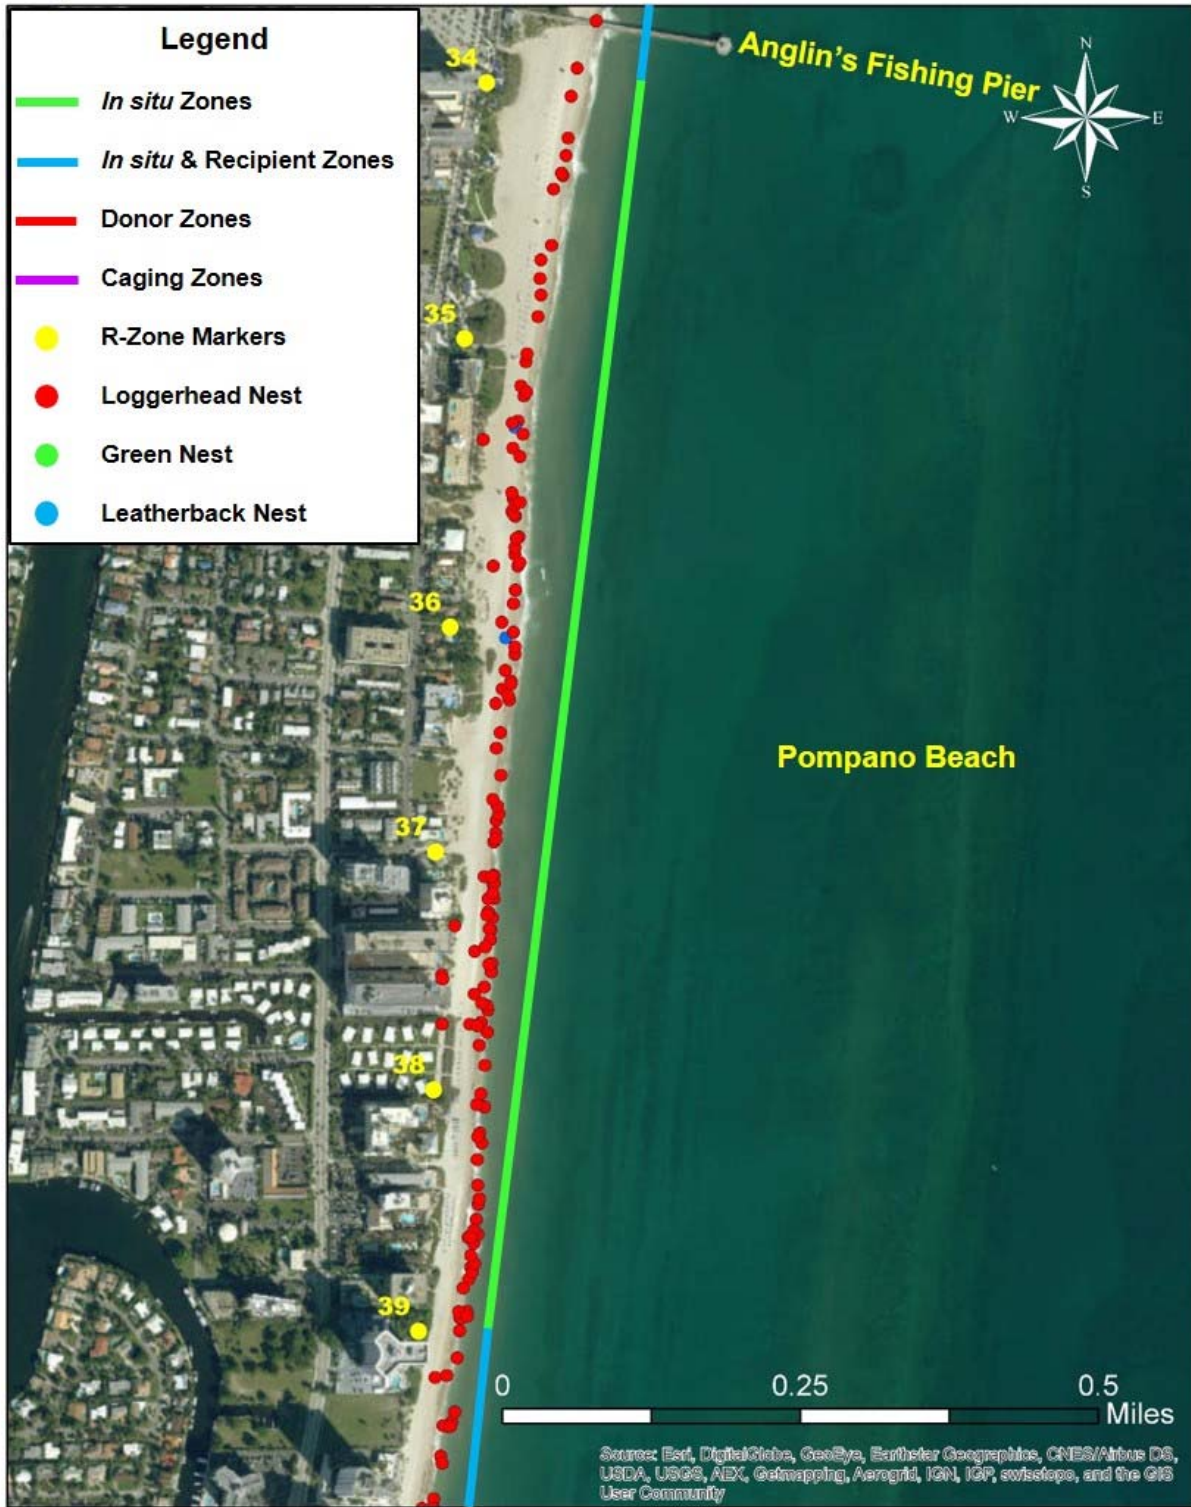 Legend
In situ Zones
In situ & Recipient Zones
Donor Zones
Caging Zones
R-Zone Markers
Loggerhead Nest
Green Nest
Leatherback Nest
34
Anglin's Fishing Pier
N
W
E
S
35
36
Pompano Beach
37
38
39
0
0.25
0.5
Miles
Source: Esri, DigitalGlobe, GeoEye, Earthstar Geographics, CNES/Airbus DS,
USDA, USGS, AEX, Getmapping, Aerogrid, IGN, IGP, swisstopo, and the GIS
User Community